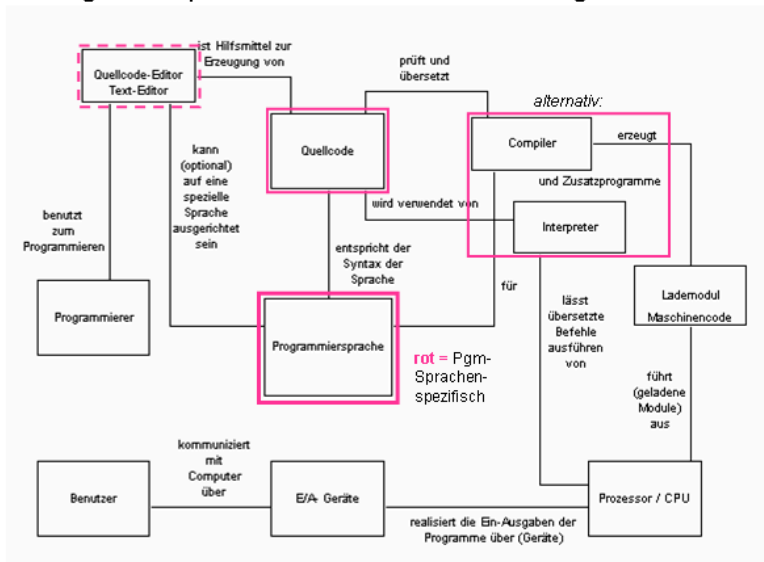 ist Hilfsmittel zur
Erzeugung von
Quellcode-Editor
Text-Editor
prüft und
übersetzt
alternativ:
Quellcode
Compiler
erzeugt
kann
(optional)
auf eine
spezielle
Sprache
ausgerichtet
sein
und Zusatzprogramme
wird verwendet von
Interpreter
benutzt
zum
Programmieren
entspricht der
Syntax der
Sprache
für
lässt
übersetzte
Befehle
ausführen
von
Lademodul
Maschinencode
Programmierer
Programmiersprache
rot = Pgm-
Sprachen-
spezifisch
führt
(geladene
Module)
aus
kommuniziert
mit
Computer
über
Benutzer
E/A- Geräte
Prozessor / CPU
realisiert die Ein-Ausgaben der
Programme über (Geräte)